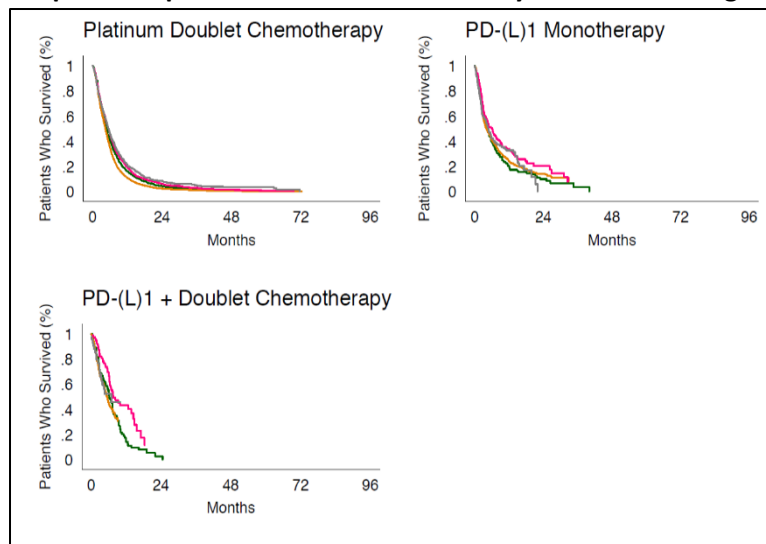 Platinum Doublet Chemotherapy
Patients Who Survived (%)
1
.8
.6
.4
.2
0
0 24 48 72 96
Months
PD-(L)1 Monotherapy
Patients Who Survived (%)
1
.8
.6
.4
.2
0
0 24 48 72 96
Months
PD-(L)1 + Doublet Chemotherapy
Patients Who Survived (%)
1
.8
.6
.4
.2
0
0 24 48 72 96
Months